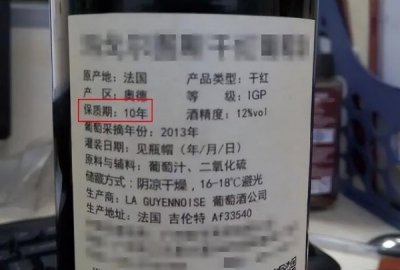 原产地：法国 产品类型：干红
产 区：奥德 等 级：IGP
保质期：10年 酒精度：12%vol
葡萄采摘年份：2013年
灌装日期：见瓶帽（年/月/日）
原料与辅料：葡萄汁、二氧化硫
储藏方式：阴凉干燥，16-18℃避光
生产商：LA GUYENNOISE 葡萄酒公司
生产地址：法国 吉伦特 Af33540